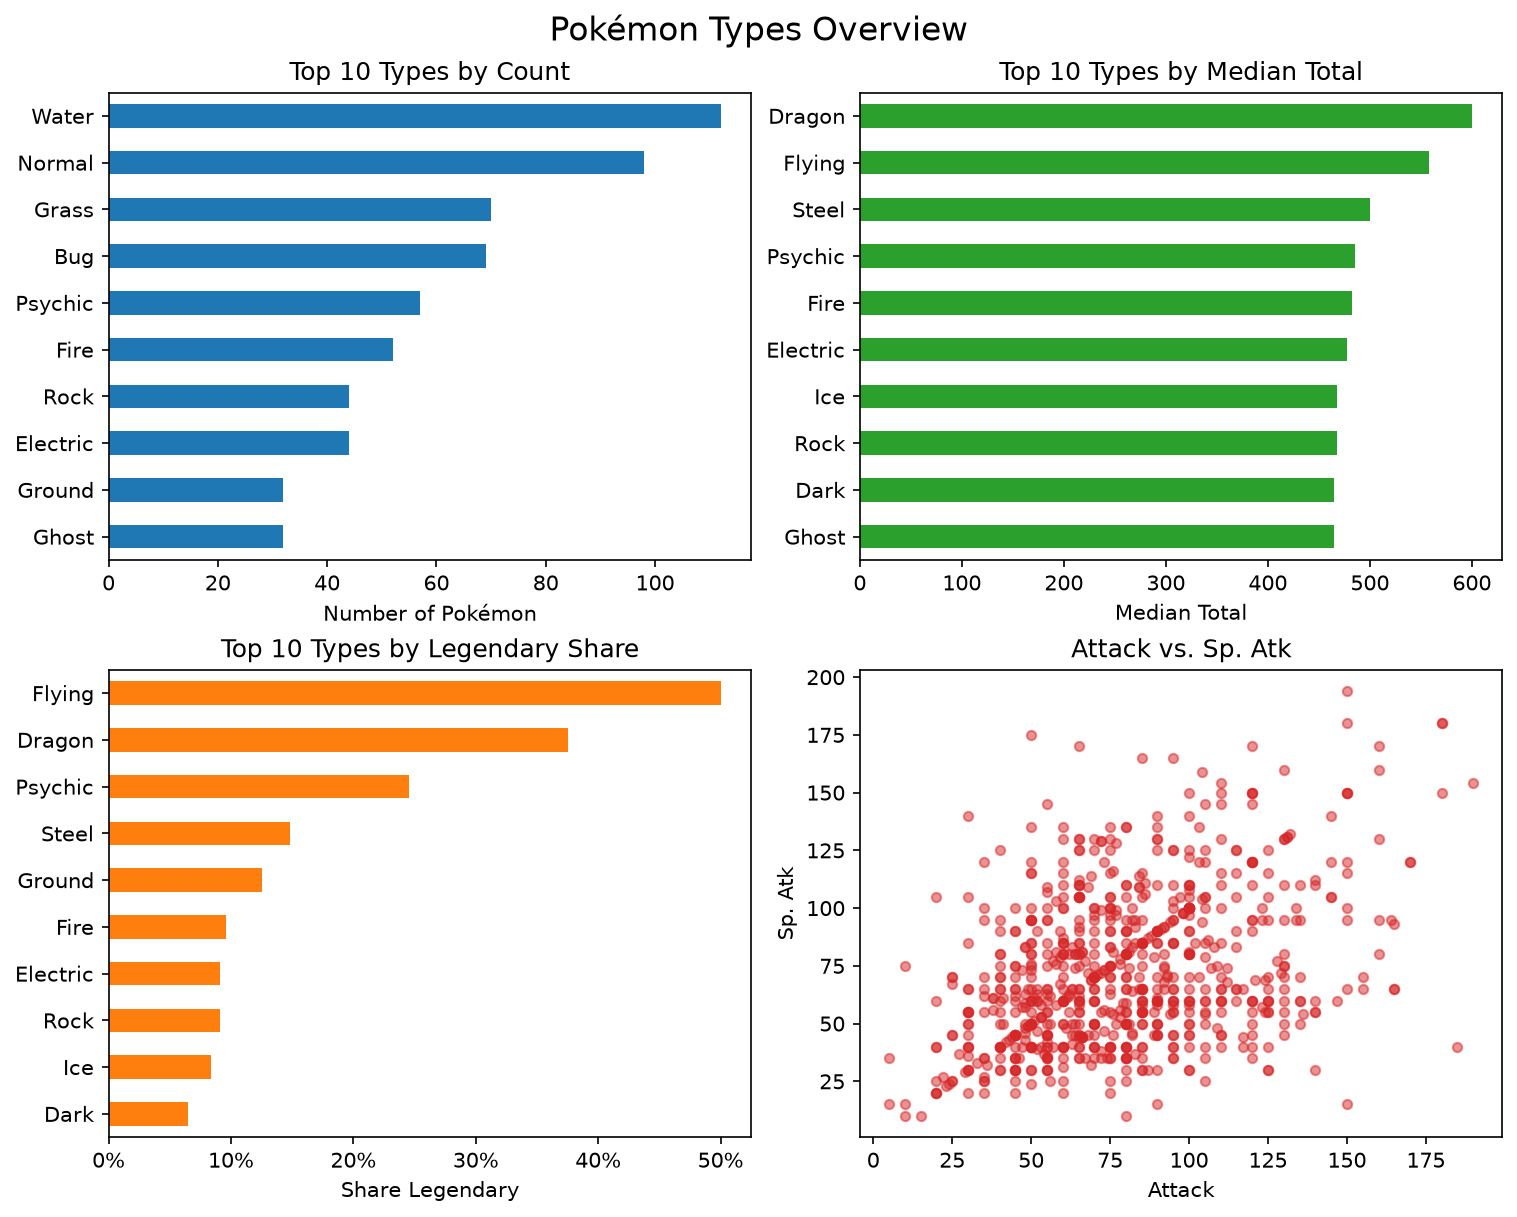 Pokémon Types Overview
Top 10 Types by Count
Water
Normal
Grass
Bug
Psychic
Fire
Rock
Electric
Ground
Ghost
0 20 40 60 80 100
Number of Pokémon
Top 10 Types by Median Total
Dragon
Flying
Steel
Psychic
Fire
Electric
Ice
Rock
Dark
Ghost
0 100 200 300 400 500 600
Median Total
Top 10 Types by Legendary Share
Flying
Dragon
Psychic
Steel
Ground
Fire
Electric
Rock
Ice
Dark
0% 10% 20% 30% 40% 50%
Share Legendary
Attack vs. Sp. Atk
Sp. Atk
200
175
150
125
100
75
50
25
0 25 50 75 100 125 150 175
Attack